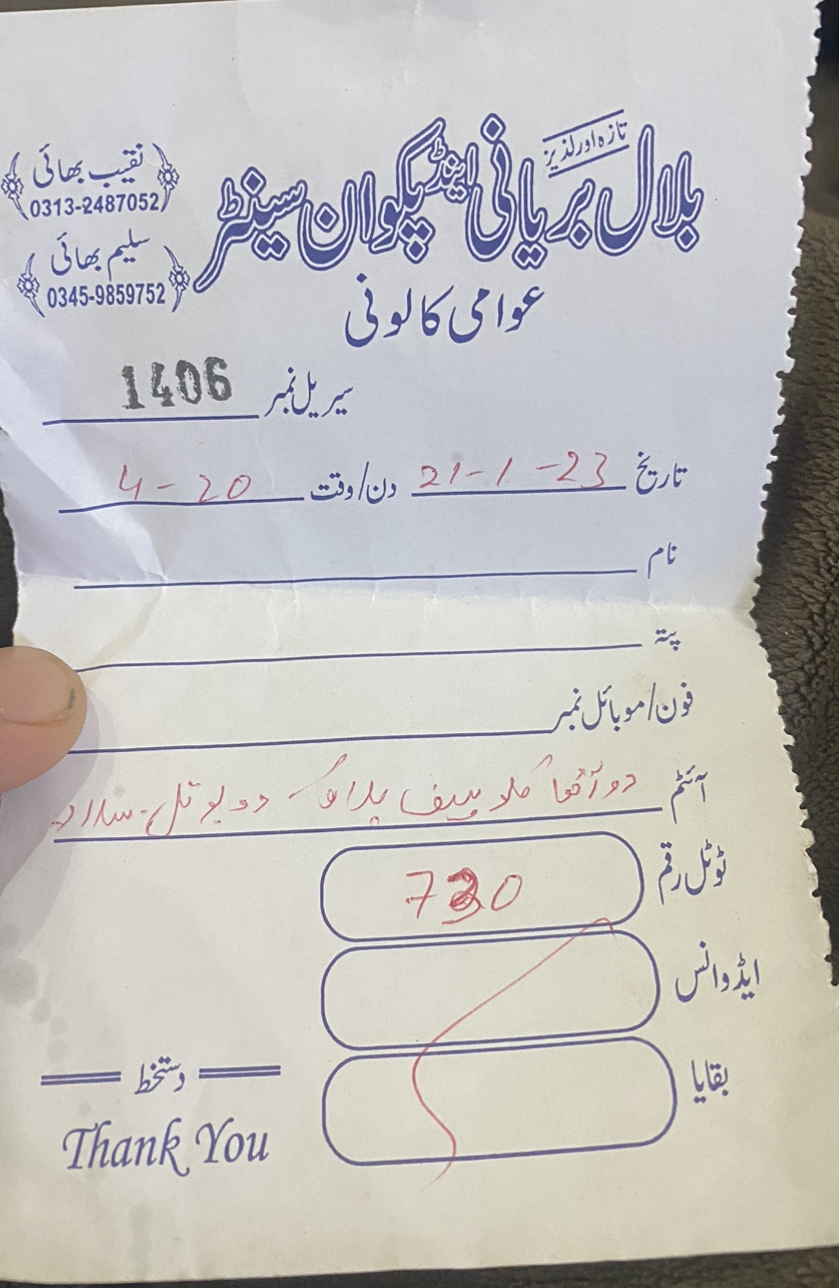 تازہ اور لذیز
بلال بریانی اینڈ پکوان سینٹر
نقیب بھائی
0313-2487052
سلیم بھائی
0345-9859752
عوامی کالونی
سیریل نمبر 1406
تاریخ 21-1-23 دن/وقت 4-20
نام
پتہ
فون/موبائل نمبر
آئٹم دو آدھا کلو بیف پلاؤ - دو بوتل - سلاد
ٹوٹل رقم
ایڈوانس
بقایا
دستخط
Thank You